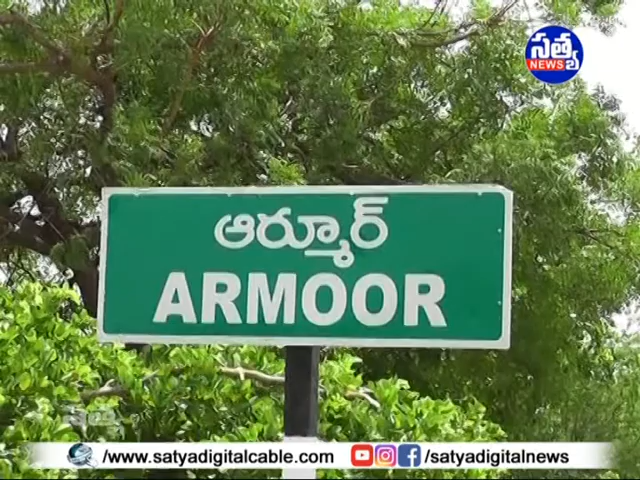 సత్య
NEWS
ఆర్మూర్
ARMOOR
/www.satyadigitalcable.com
/satyadigitalnews